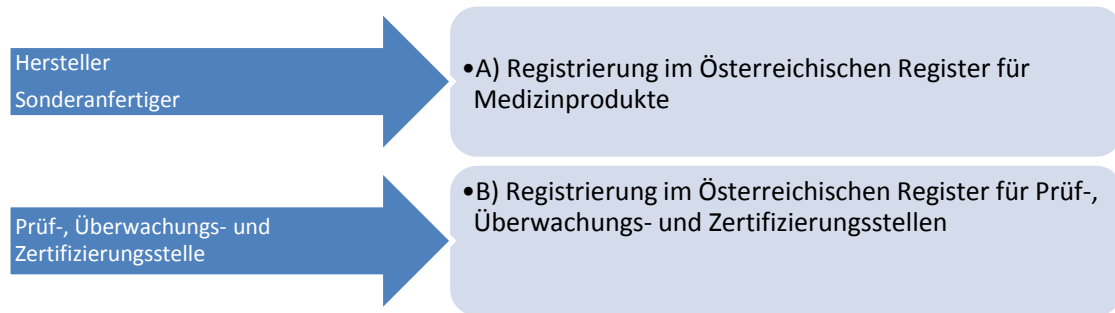 Hersteller
Sonderanfertiger
•A) Registrierung im Österreichischen Register für
Medizinprodukte
Prüf-, Überwachungs- und
Zertifizierungsstelle
•B) Registrierung im Österreichischen Register für Prüf-,
Überwachungs- und Zertifizierungsstellen